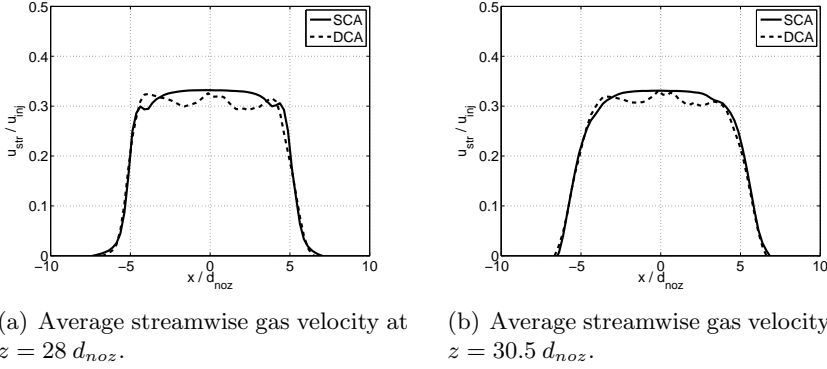 0.5
0.4
0.3
0.2
0.1
0
−10
−5
0
5
10
u_str / u_inj
x / d_noz
SCA
DCA
0.5
0.4
0.3
0.2
0.1
0
−10
−5
0
5
10
u_str / u_inj
x / d_noz
SCA
DCA
a) Average streamwise gas velocity at
z = 28 d_noz.
(b) Average streamwise gas velocity
z = 30.5 d_noz.